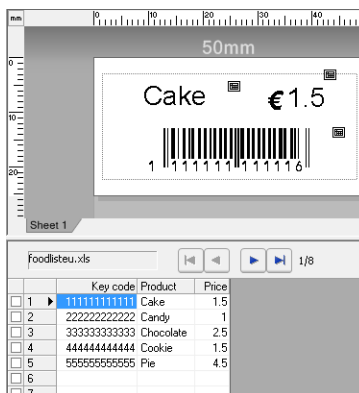 mm 0 10 20 30 40
50mm
0
10
20
Cake €1.5
1 111111 111116
Sheet 1
foodlisteu.xls 1/8
Key code Product Price
1 111111111111 Cake 1.5
2 222222222222 Candy 1
3 333333333333 Chocolate 2.5
4 444444444444 Cookie 1.5
5 555555555555 Pie 4.5
6
7